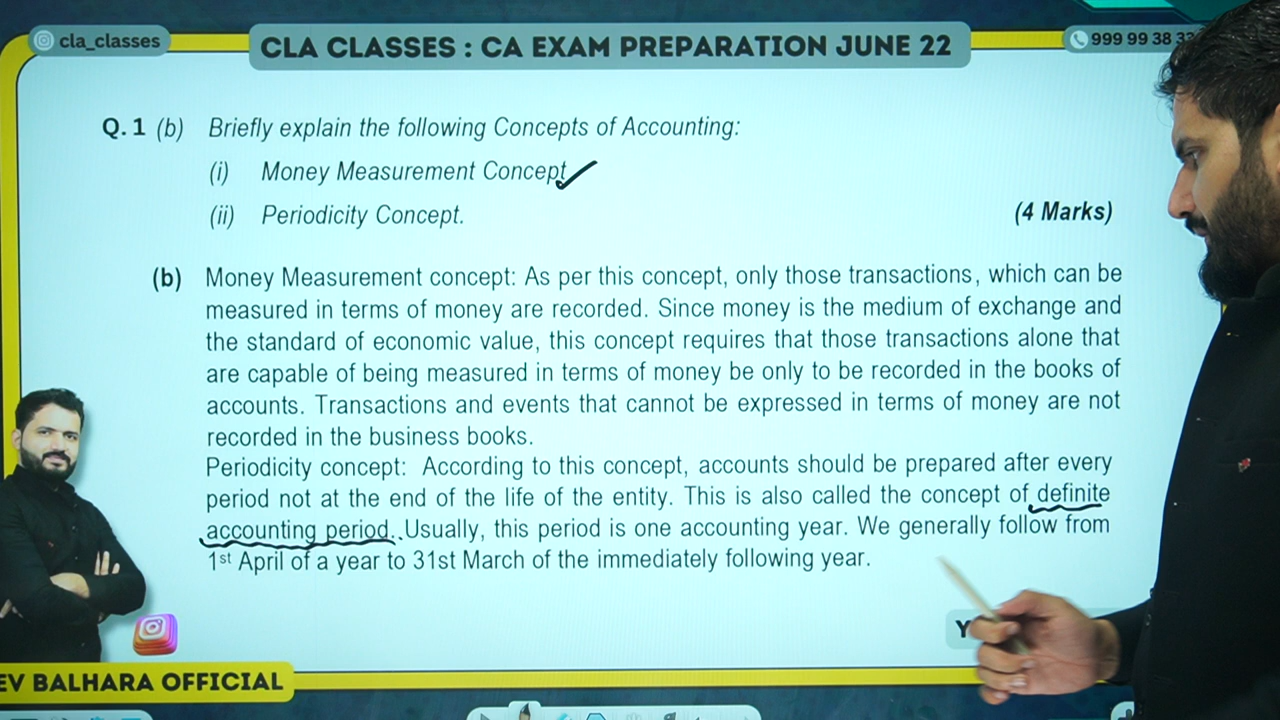 cla_classes
CLA CLASSES : CA EXAM PREPARATION JUNE 22
999 99 38 33
Q. 1 (b) Briefly explain the following Concepts of Accounting:
(i) Money Measurement Concept
(ii) Periodicity Concept.
(4 Marks)
(b) Money Measurement concept: As per this concept, only those transactions, which can be
measured in terms of money are recorded. Since money is the medium of exchange and
the standard of economic value, this concept requires that those transactions alone that
are capable of being measured in terms of money be only to be recorded in the books of
accounts. Transactions and events that cannot be expressed in terms of money are not
recorded in the business books.
Periodicity concept: According to this concept, accounts should be prepared after every
period not at the end of the life of the entity. This is also called the concept of definite
accounting period. Usually, this period is one accounting year. We generally follow from
1st April of a year to 31st March of the immediately following year.
Y
EV BALHARA OFFICIAL